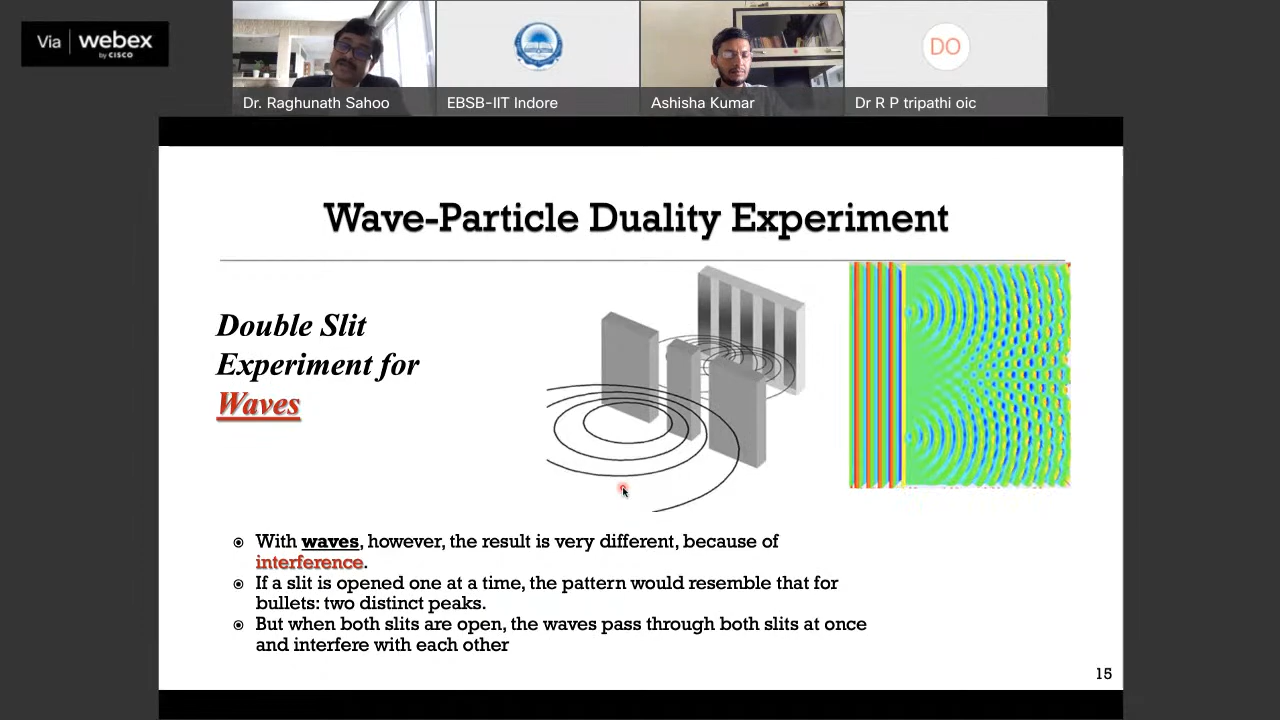 Via webex
by CISCO
Dr. Raghunath Sahoo
EBSB-IIT Indore
Ashisha Kumar
DO
Dr R P tripathi oic
Wave-Particle Duality Experiment
Double Slit
Experiment for
Waves
With waves, however, the result is very different, because of
interference.
If a slit is opened one at a time, the pattern would resemble that for
bullets: two distinct peaks.
But when both slits are open, the waves pass through both slits at once
and interfere with each other
15